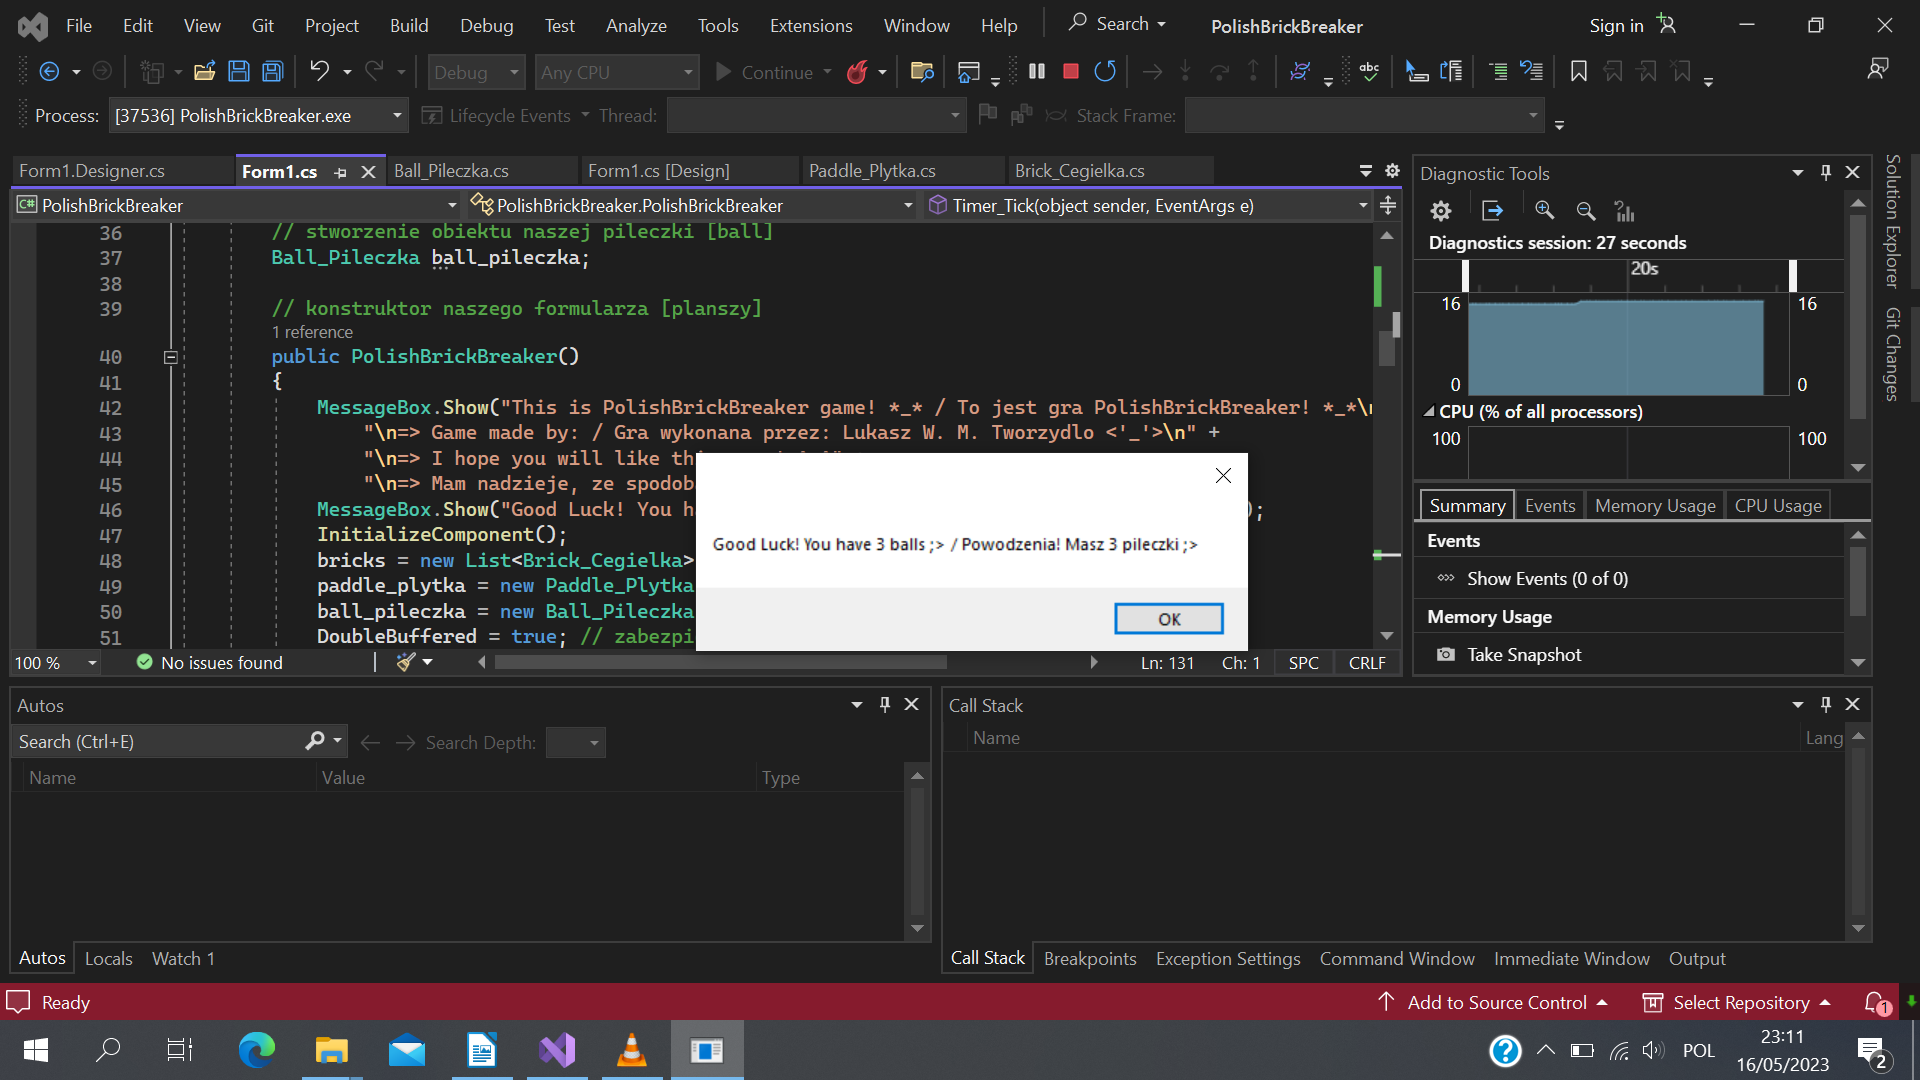 File Edit View Git Project Build Debug Test Analyze Tools Extensions Window Help Search PolishBrickBreaker Sign in
Debug Any CPU Continue
Process: [37536] PolishBrickBreaker.exe Lifecycle Events Thread: Stack Frame:
Form1.Designer.cs Form1.cs Ball_Pileczka.cs Form1.cs [Design] Paddle_Plytka.cs Brick_Cegielka.cs
PolishBrickBreaker PolishBrickBreaker.PolishBrickBreaker Timer_Tick(object sender, EventArgs e)
36 // stworzenie obiektu naszej pileczki [ball]
37 Ball_Pileczka ball_pileczka;
38
39 // konstruktor naszego formularza [planszy]
1 reference
40 public PolishBrickBreaker()
41 {
42 MessageBox.Show("This is PolishBrickBreaker game! *_* / To jest gra PolishBrickBreaker! *_*\n
43 "\n=> Game made by: / Gra wykonana przez: Lukasz W. M. Tworzydlo <'_'>\n" +
44 "\n=> I hope you will like thi
45 "\n=> Mam nadzieje, ze spodoba
46 MessageBox.Show("Good Luck! You ha );
47 InitializeComponent();
48 bricks = new List<Brick_Cegielka>
49 paddle_plytka = new Paddle_Plytka
50 ball_pileczka = new Ball_Pileczka
51 DoubleBuffered = true; // zabezpi
Good Luck! You have 3 balls ;> / Powodzenia! Masz 3 pileczki ;>
OK
100 % No issues found Ln: 131 Ch: 1 SPC CRLF
Diagnostic Tools
Diagnostics session: 27 seconds
20s
16 16
0 0
CPU (% of all processors)
100 100
Summary Events Memory Usage CPU Usage
Events
Show Events (0 of 0)
Memory Usage
Take Snapshot
Solution Explorer
Git Changes
Autos
Search (Ctrl+E) Search Depth:
Name Value Type
Autos Locals Watch 1
Call Stack
Name Lang
Call Stack Breakpoints Exception Settings Command Window Immediate Window Output
Ready Add to Source Control Select Repository 1
POL 23:11
16/05/2023 2